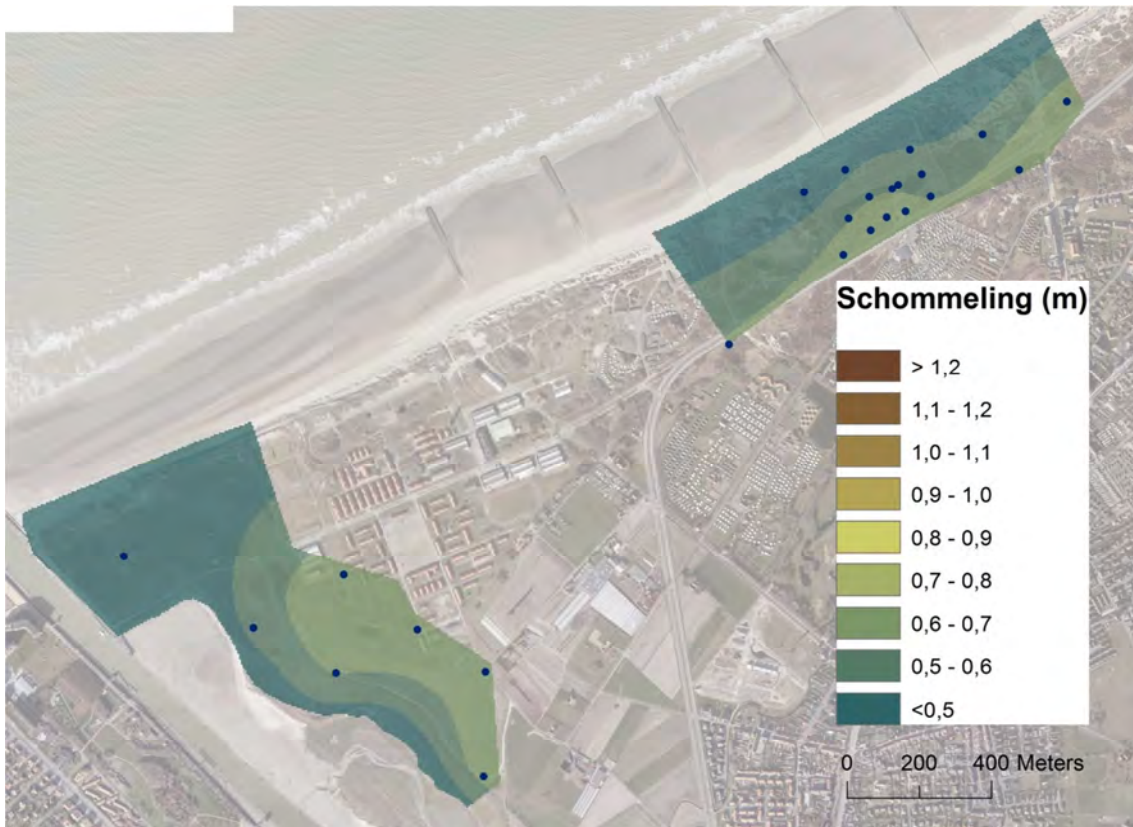 Schommeling (m)
> 1,2
1,1 - 1,2
1,0 - 1,1
0,9 - 1,0
0,8 - 0,9
0,7 - 0,8
0,6 - 0,7
0,5 - 0,6
<0,5
0 200 400 Meters